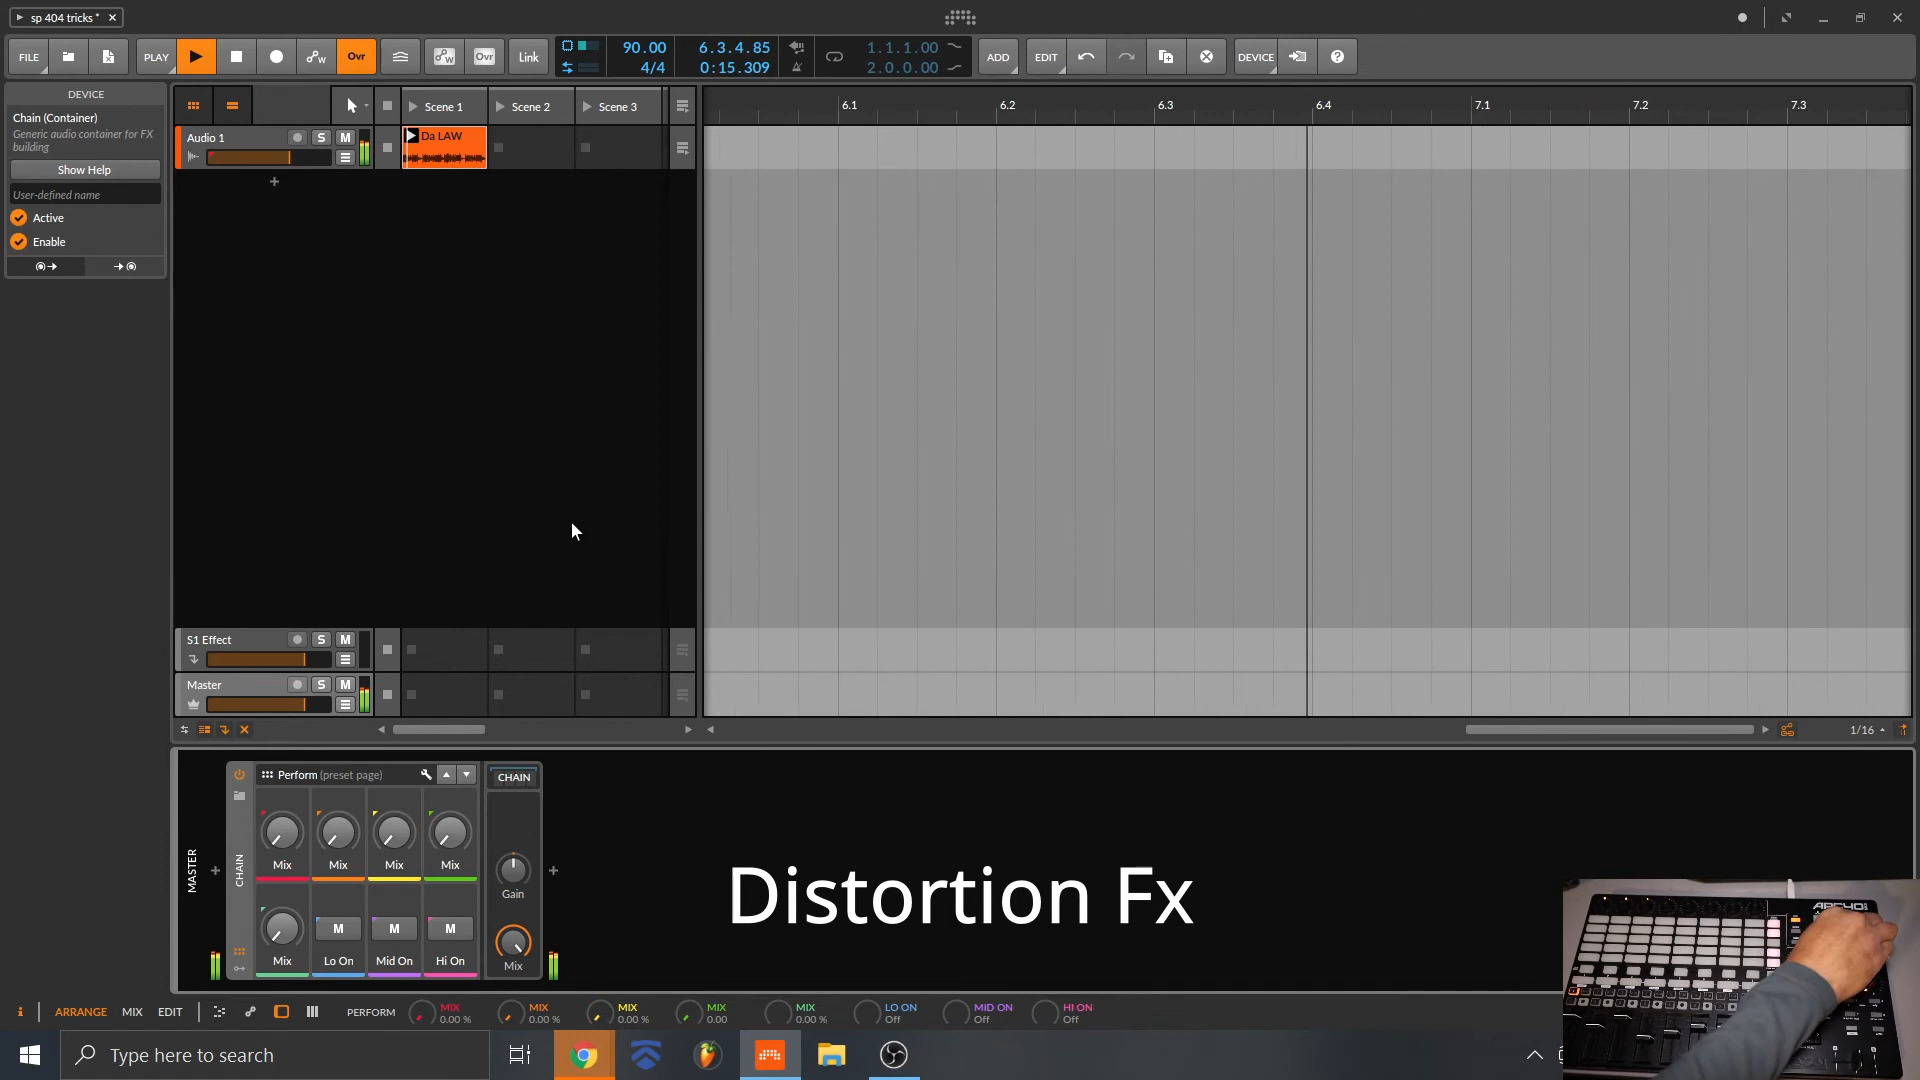 sp 404 tricks *
FILE
PLAY
Ovr
Ovr
Link
90.00
4/4
6.3.4.85
0:15.309
1.1.1.00
2.0.0.00
ADD
EDIT
DEVICE
?
DEVICE
Chain (Container)
Generic audio container for FX
building
Show Help
User-defined name
Active
Enable
Scene 1
Scene 2
Scene 3
Audio 1
S
M
Da LAW
6.1
6.2
6.3
6.4
7.1
7.2
7.3
S1 Effect
S
M
Master
S
M
1/16
MASTER
CHAIN
Perform (preset page)
Mix
Mix
Mix
Mix
Mix
M
Lo On
M
Mid On
M
Hi On
CHAIN
Gain
Mix
Distortion Fx
APC40
i
ARRANGE
MIX
EDIT
PERFORM
MIX
0.00 %
MIX
0.00 %
MIX
0.00 %
MIX
0.00
MIX
0.00 %
LO ON
Off
MID ON
Off
HI ON
Off
Type here to search